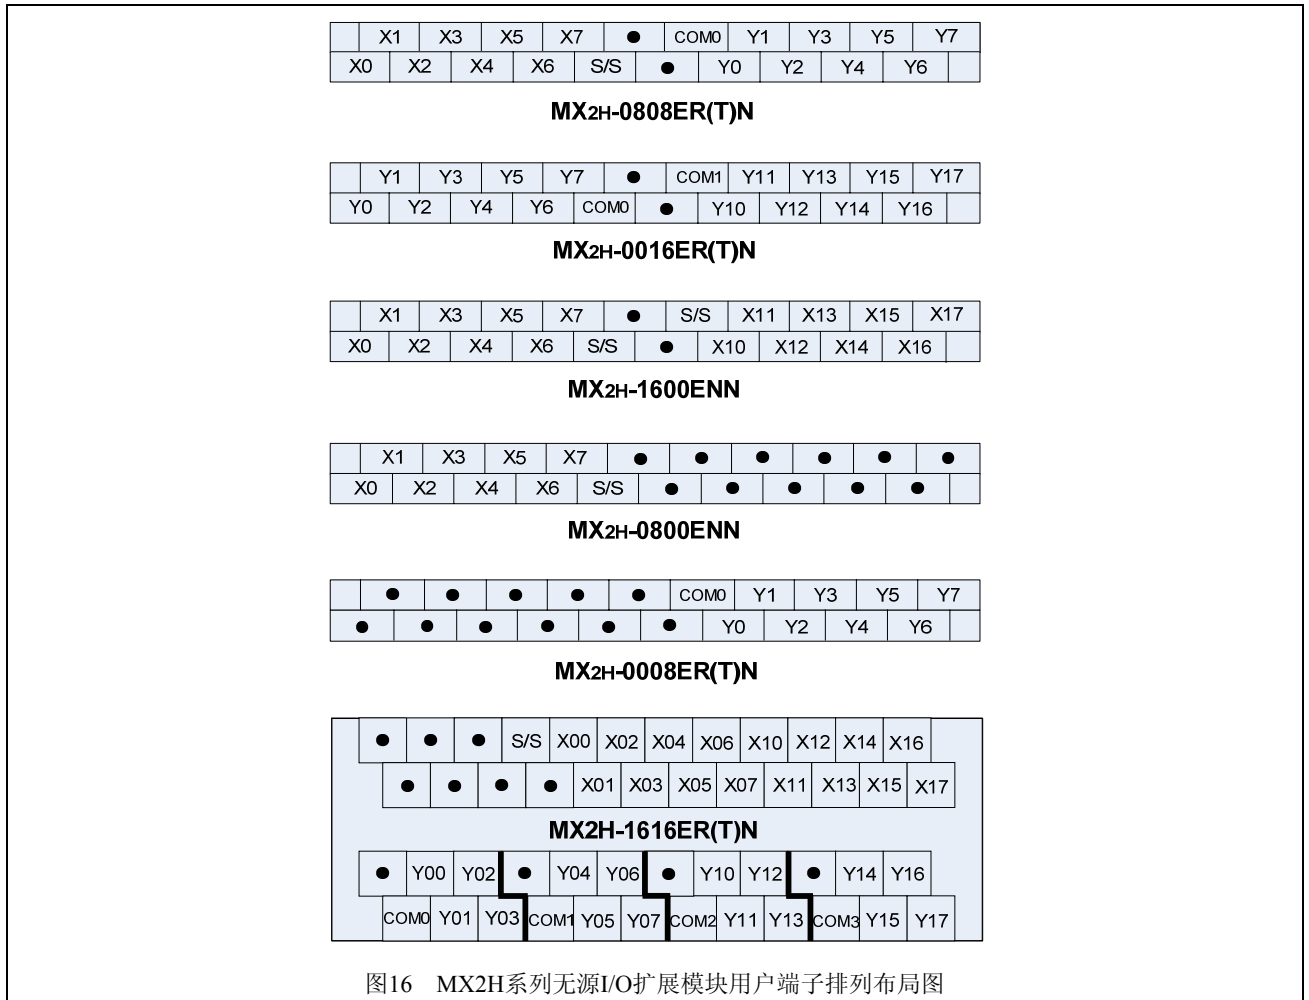 X1 X3 X5 X7 ● COM0 Y1 Y3 Y5 Y7
X0 X2 X4 X6 S/S ● Y0 Y2 Y4 Y6
MX2H-0808ER(T)N
Y1 Y3 Y5 Y7 ● COM1 Y11 Y13 Y15 Y17
Y0 Y2 Y4 Y6 COM0 ● Y10 Y12 Y14 Y16
MX2H-0016ER(T)N
X1 X3 X5 X7 ● S/S X11 X13 X15 X17
X0 X2 X4 X6 S/S ● X10 X12 X14 X16
MX2H-1600ENN
X1 X3 X5 X7 ● ● ● ● ● ●
X0 X2 X4 X6 S/S ● ● ● ● ●
MX2H-0800ENN
● ● ● ● ● COM0 Y1 Y3 Y5 Y7
● ● ● ● ● ● Y0 Y2 Y4 Y6
MX2H-0008ER(T)N
● ● ● S/S X00 X02 X04 X06 X10 X12 X14 X16
● ● ● ● X01 X03 X05 X07 X11 X13 X15 X17
MX2H-1616ER(T)N
● Y00 Y02 ● Y04 Y06 ● Y10 Y12 ● Y14 Y16
COM0 Y01 Y03 COM1 Y05 Y07 COM2 Y11 Y13 COM3 Y15 Y17
图16 MX2H系列无源I/O扩展模块用户端子排列布局图